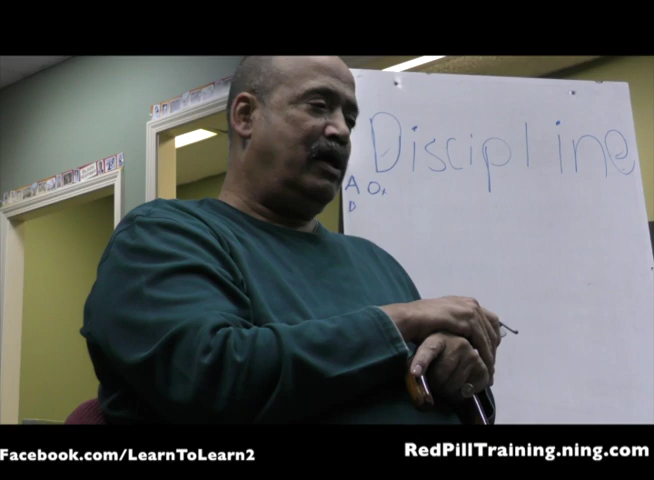 Discipline
A O,
D
Facebook.com/LearnToLearn2
RedPillTraining.ning.com